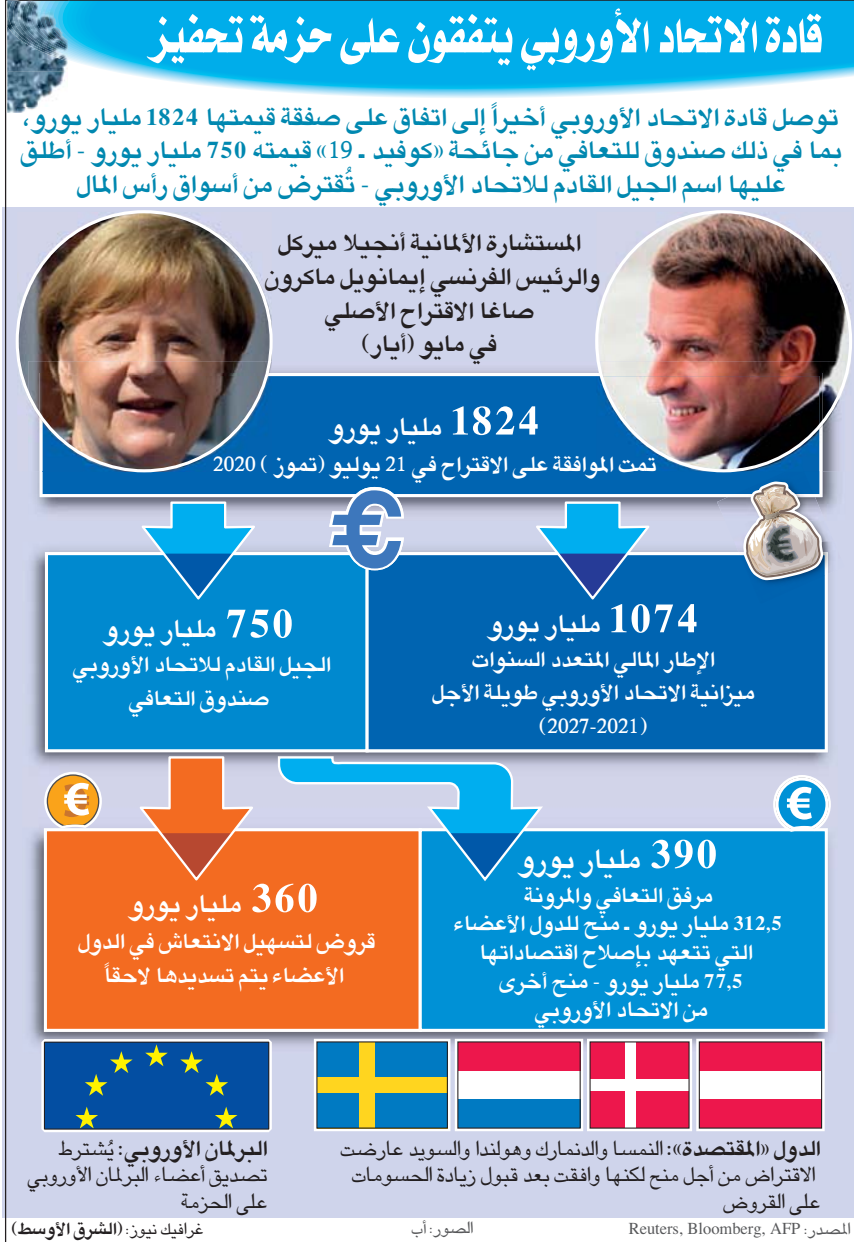 قادة الاتحاد الأوروبي يتفقون على حزمة تحفيز
توصل قادة الاتحاد الأوروبي أخيراً إلى اتفاق على صفقة قيمتها 1824 مليار يورو،
بما في ذلك صندوق للتعافي من جائحة «كوفيد ـ 19» قيمته 750 مليار يورو - أطلق
عليها اسم الجيل القادم للاتحاد الأوروبي - تُقترض من أسواق رأس المال
المستشارة الألمانية أنجيلا ميركل
والرئيس الفرنسي إيمانويل ماكرون
صاغا الاقتراح الأصلي
في مايو (أيار)
1824 مليار يورو
تمت الموافقة على الاقتراح في 21 يوليو (تموز ) 2020
€
€
1074 مليار يورو
الإطار المالي المتعدد السنوات
ميزانية الاتحاد الأوروبي طويلة الأجل
(2021-2027)
750 مليار يورو
الجيل القادم للاتحاد الأوروبي
صندوق التعافي
€
€
390 مليار يورو
مرفق التعافي والمرونة
312,5 مليار يورو ـ منح للدول الأعضاء
التي تتعهد بإصلاح اقتصاداتها
77,5 مليار يورو - منح أخرى
من الاتحاد الأوروبي
360 مليار يورو
قروض لتسهيل الانتعاش في الدول
الأعضاء يتم تسديدها لاحقاً
الدول «المقتصدة»: النمسا والدنمارك وهولندا والسويد عارضت
الاقتراض من أجل منح لكنها وافقت بعد قبول زيادة الحسومات
على القروض
البرلمان الأوروبي: يُشترط
تصديق أعضاء البرلمان الأوروبي
على الحزمة
المصدر: Reuters, Bloomberg, AFP
الصور: أب
غرافيك نيوز: (الشرق الأوسط)